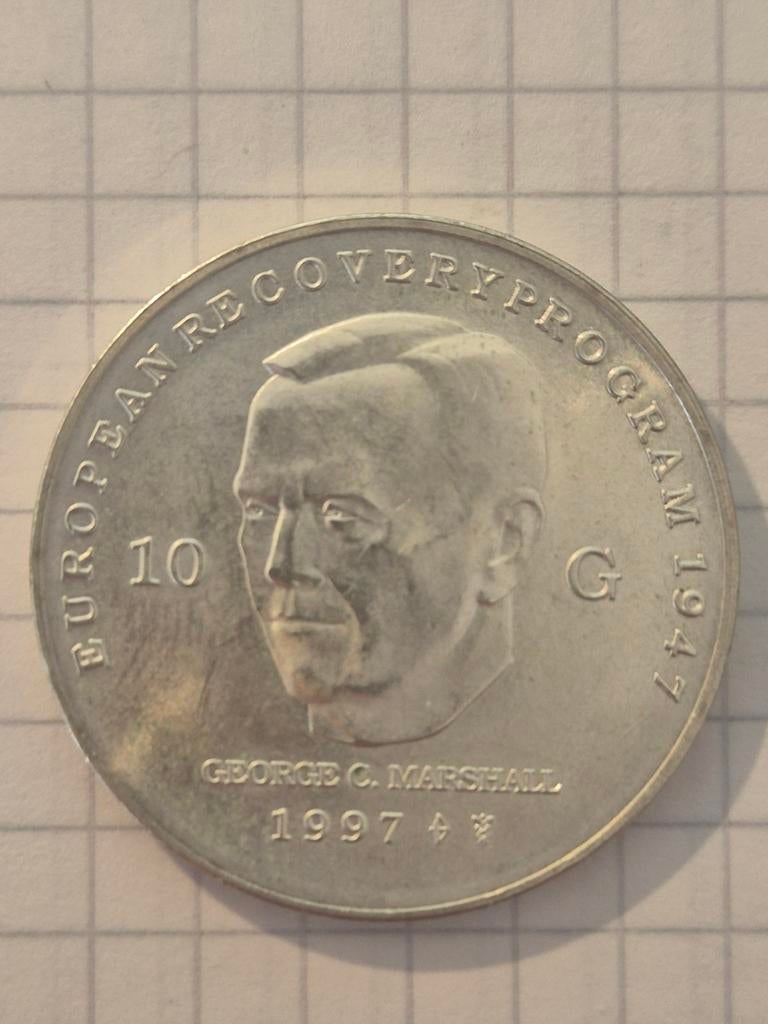 EUROPEAN RECOVERY PROGRAM 1947
10 G
GEORGE C. MARSHALL
1997